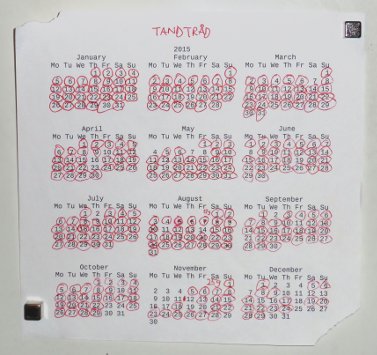 TANDTRÅD
2015
January February March
Mo Tu We Th Fr Sa Su Mo Tu We Th Fr Sa Su Mo Tu We Th Fr Sa Su
1 2 3 4 1 1
5 6 7 8 9 10 11 2 3 4 5 6 7 8 2 3 4 5 6 7 8
12 13 14 15 16 17 18 9 10 11 12 13 14 15 9 10 11 12 13 14 15
19 20 21 22 23 24 25 16 17 18 19 20 21 22 16 17 18 19 20 21 22
26 27 28 29 30 31 23 24 25 26 27 28 23 24 25 26 27 28 29
30 31
April May June
Mo Tu We Th Fr Sa Su Mo Tu We Th Fr Sa Su Mo Tu We Th Fr Sa Su
1 2 3 4 5 1 2 3 1 2 3 4 5 6 7
6 7 8 9 10 11 12 4 5 6 7 8 9 10 8 9 10 11 12 13 14
13 14 15 16 17 18 19 11 12 13 14 15 16 17 15 16 17 18 19 20 21
20 21 22 23 24 25 26 18 19 20 21 22 23 24 22 23 24 25 26 27 28
27 28 29 30 25 26 27 28 29 30 31 29 30
July August September
Mo Tu We Th Fr Sa Su Mo Tu We Th Fr Sa Su Mo Tu We Th Fr Sa Su
1 2 3 4 5 1 2 1 2 3 4 5 6
6 7 8 9 10 11 12 3 4 5 6 7 8 9 7 8 9 10 11 12 13
13 14 15 16 17 18 19 10 11 12 13 14 15 16 14 15 16 17 18 19 20
20 21 22 23 24 25 26 17 18 19 20 21 22 23 21 22 23 24 25 26 27
27 28 29 30 31 24 25 26 27 28 29 30 28 29 30
31
October November December
Mo Tu We Th Fr Sa Su Mo Tu We Th Fr Sa Su Mo Tu We Th Fr Sa Su
1 2 3 4 1 1 2 3 4 5 6
5 6 7 8 9 10 11 2 3 4 5 6 7 8 7 8 9 10 11 12 13
12 13 14 15 16 17 18 9 10 11 12 13 14 15 14 15 16 17 18 19 20
19 20 21 22 23 24 25 16 17 18 19 20 21 22 21 22 23 24 25 26 27
26 27 28 29 30 31 23 24 25 26 27 28 29 28 29 30 31
30